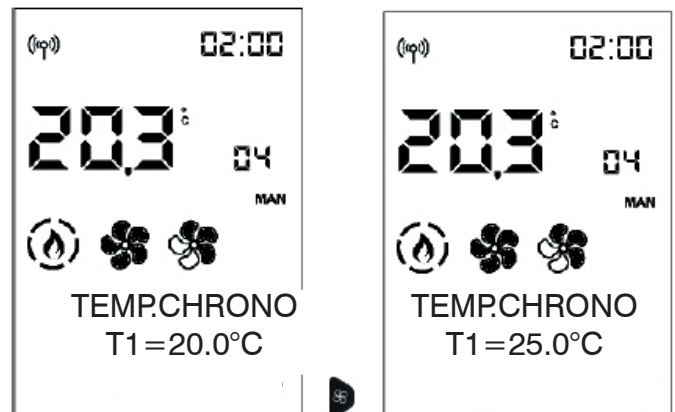 02:00
20,3 °C
04
MAN
TEMP.CHRONO
T1=20.0°C
02:00
20,3 °C
04
MAN
TEMP.CHRONO
T1=25.0°C